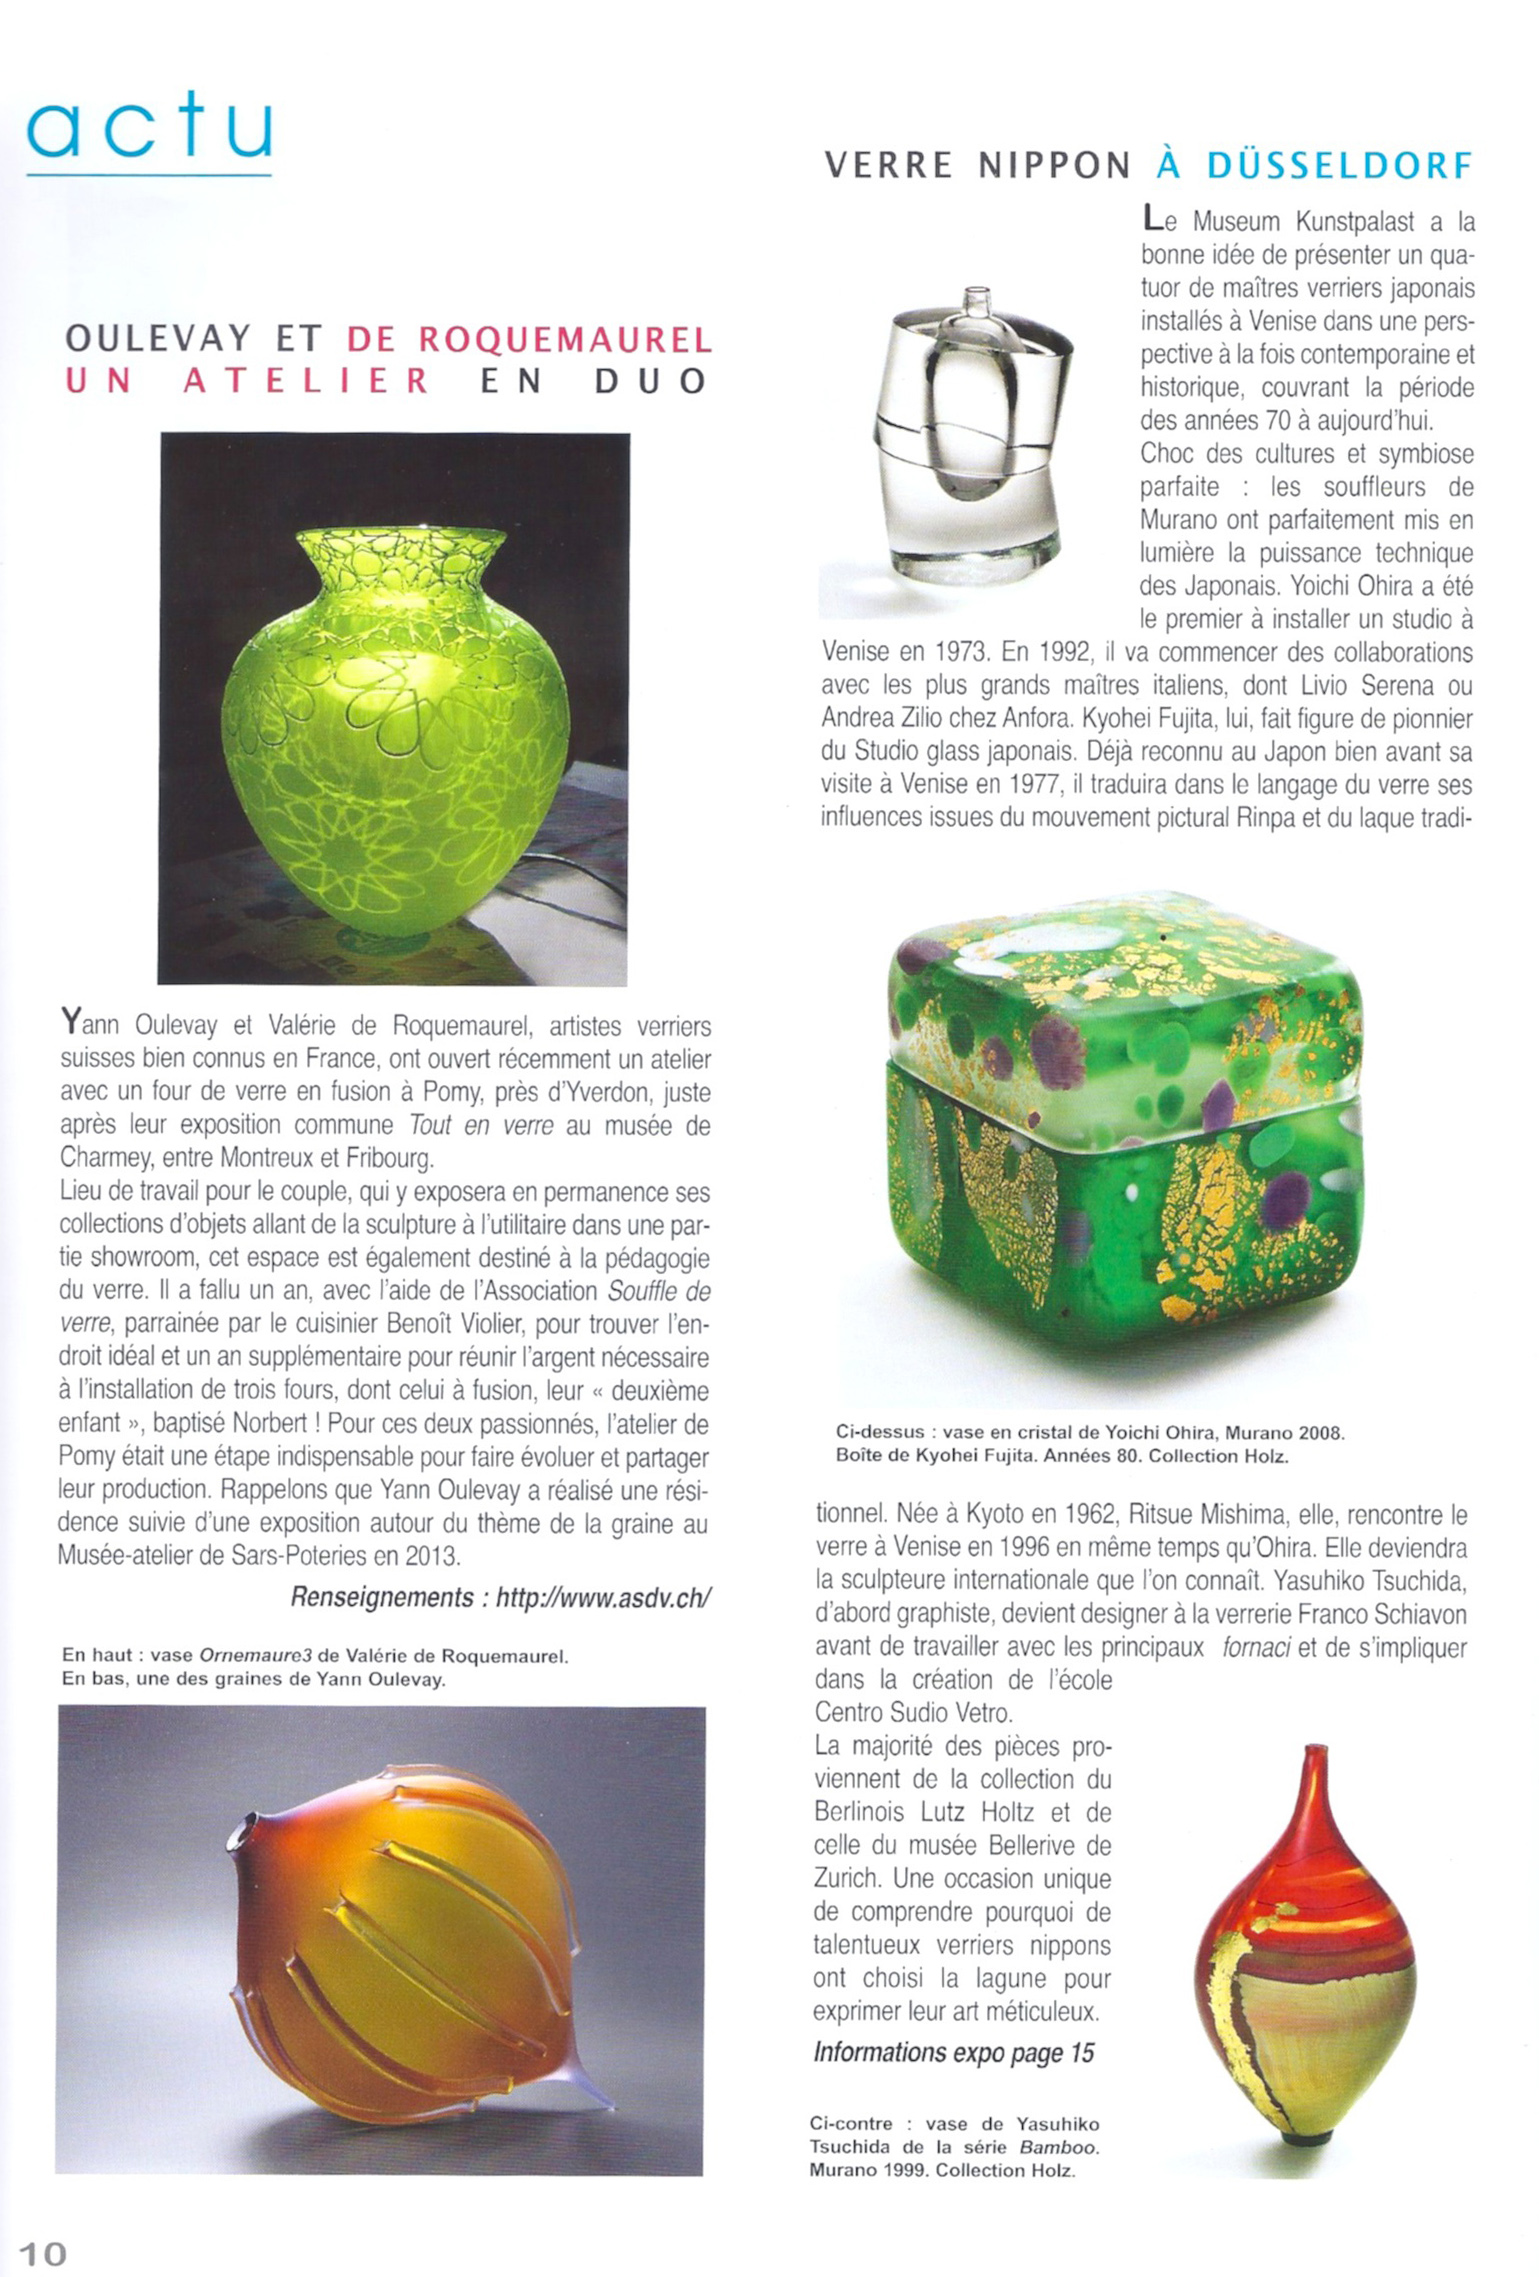 actu
OULEVAY ET DE ROQUEMAUREL
UN ATELIER EN DUO
Yann Oulevay et Valérie de Roquemaurel, artistes verriers
suisses bien connus en France, ont ouvert récemment un atelier
avec un four de verre en fusion à Pomy, près d'Yverdon, juste
après leur exposition commune Tout en verre au musée de
Charmey, entre Montreux et Fribourg.
Lieu de travail pour le couple, qui y exposera en permanence ses
collections d'objets allant de la sculpture à l'utilitaire dans une par-
tie showroom, cet espace est également destiné à la pédagogie
du verre. Il a fallu un an, avec l'aide de l'Association Souffle de
verre, parrainée par le cuisinier Benoît Violier, pour trouver l'en-
droit idéal et un an supplémentaire pour réunir l'argent nécessaire
à l'installation de trois fours, dont celui à fusion, leur « deuxième
enfant », baptisé Norbert ! Pour ces deux passionnés, l'atelier de
Pomy était une étape indispensable pour faire évoluer et partager
leur production. Rappelons que Yann Oulevay a réalisé une rési-
dence suivie d'une exposition autour du thème de la graine au
Musée-atelier de Sars-Poteries en 2013.
Renseignements : http://www.asdv.ch/
En haut : vase Ornemaure3 de Valérie de Roquemaurel.
En bas, une des graines de Yann Oulevay.
10
VERRE NIPPON À DÜSSELDORF
Le Museum Kunstpalast a la
bonne idée de présenter un qua-
tuor de maîtres verriers japonais
installés à Venise dans une pers-
pective à la fois contemporaine et
historique, couvrant la période
des années 70 à aujourd'hui.
Choc des cultures et symbiose
parfaite : les souffleurs de
Murano ont parfaitement mis en
lumière la puissance technique
des Japonais. Yoichi Ohira a été
le premier à installer un studio à
Venise en 1973. En 1992, il va commencer des collaborations
avec les plus grands maîtres italiens, dont Livio Serena ou
Andrea Zilio chez Anfora. Kyohei Fujita, lui, fait figure de pionnier
du Studio glass japonais. Déjà reconnu au Japon bien avant sa
visite à Venise en 1977, il traduira dans le langage du verre ses
influences issues du mouvement pictural Rinpa et du laque tradi-
Ci-dessus : vase en cristal de Yoichi Ohira, Murano 2008.
Boîte de Kyohei Fujita. Années 80. Collection Holz.
tionnel. Née à Kyoto en 1962, Ritsue Mishima, elle, rencontre le
verre à Venise en 1996 en même temps qu'Ohira. Elle deviendra
la sculpteure internationale que l'on connaît. Yasuhiko Tsuchida,
d'abord graphiste, devient designer à la verrerie Franco Schiavon
avant de travailler avec les principaux fornaci et de s'impliquer
dans la création de l'école
Centro Sudio Vetro.
La majorité des pièces pro-
viennent de la collection du
Berlinois Lutz Holtz et de
celle du musée Bellerive de
Zurich. Une occasion unique
de comprendre pourquoi de
talentueux verriers nippons
ont choisi la lagune pour
exprimer leur art méticuleux.
Informations expo page 15
Ci-contre : vase de Yasuhiko
Tsuchida de la série Bamboo.
Murano 1999. Collection Holz.